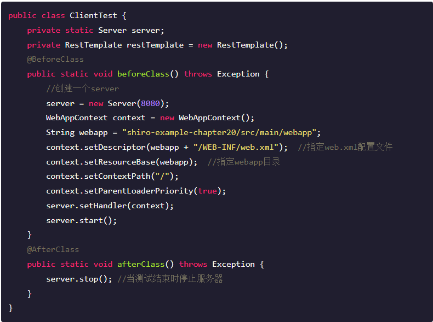 public class ClientTest {
private static Server server;
private RestTemplate restTemplate = new RestTemplate();
@BeforeClass
public static void beforeClass() throws Exception {
//创建一个server
server = new Server(8080);
WebAppContext context = new WebAppContext();
String webapp = "shiro-example-chapter20/src/main/webapp";
context.setDescriptor(webapp + "/WEB-INF/web.xml"); //指定web.xml配置文件
context.setResourceBase(webapp); //指定webapp目录
context.setContextPath("/");
context.setParentLoaderPriority(true);
server.setHandler(context);
server.start();
}
@AfterClass
public static void afterClass() throws Exception {
server.stop(); //当测试结束时停止服务器
}
}